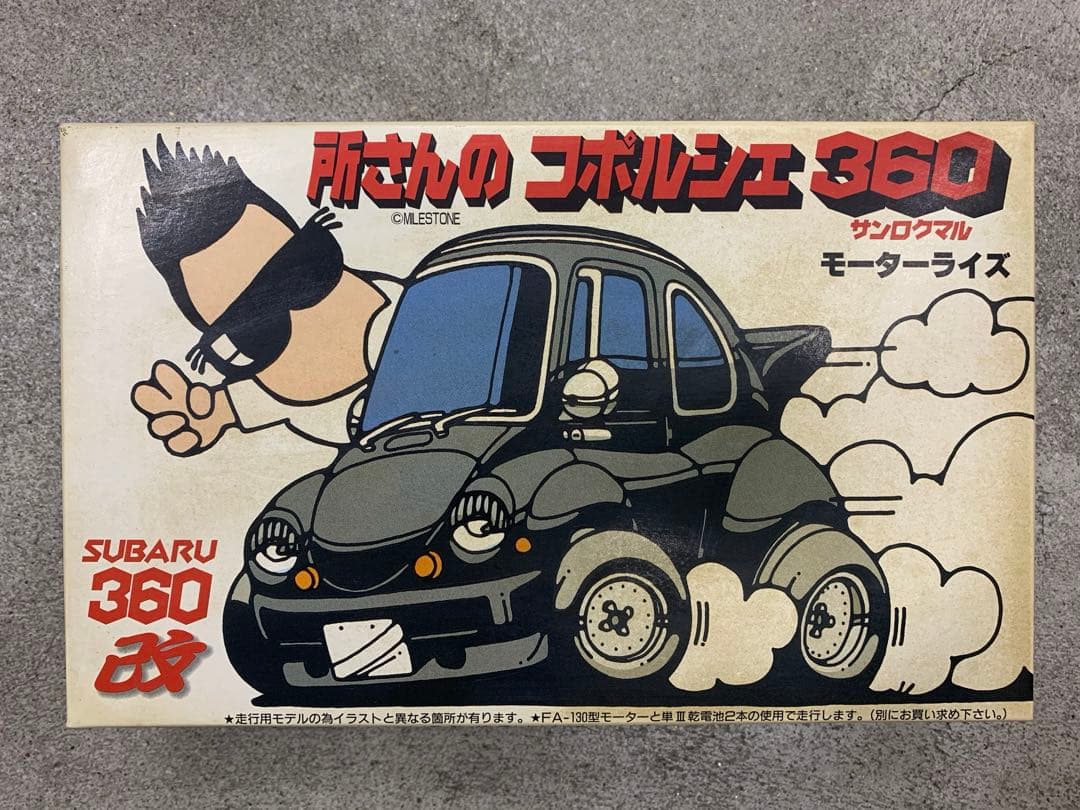 所さんの コポルシェ 360
©MILESTONE
サンロクマル
モーターライズ
SUBARU
360
改
★走行用モデルの為イラストと異なる箇所が有ります。★FA-130型モーターと単Ⅲ乾電池2本の使用で走行します。(別にお買い求め下さい。)